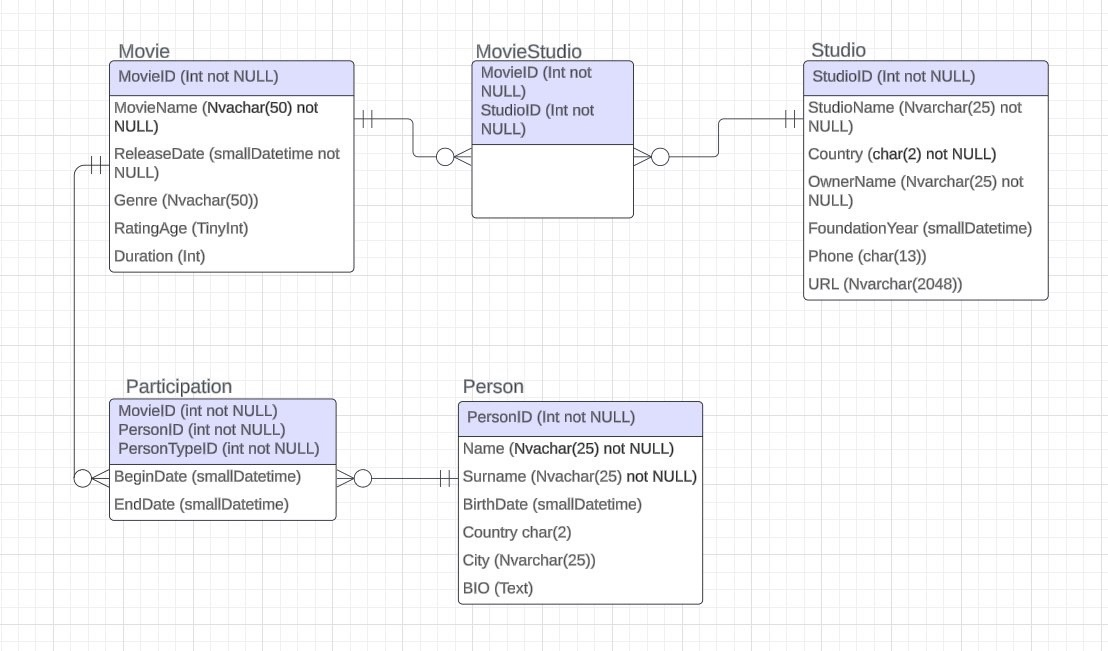 Movie
MovieID (Int not NULL)
MovieName (Nvachar(50) not
NULL)
ReleaseDate (smallDatetime not
NULL)
Genre (Nvachar(50))
RatingAge (TinyInt)
Duration (Int)
MovieStudio
MovieID (Int not
NULL)
StudioID (Int not
NULL)
Studio
StudioID (Int not NULL)
StudioName (Nvarchar(25) not
NULL)
Country (char(2) not NULL)
OwnerName (Nvarchar(25) not
NULL)
FoundationYear (smallDatetime)
Phone (char(13))
URL (Nvarchar(2048))
Participation
MovieID (int not NULL)
PersonID (int not NULL)
PersonTypeID (int not NULL)
BeginDate (smallDatetime)
EndDate (smallDatetime)
Person
PersonID (Int not NULL)
Name (Nvachar(25) not NULL)
Surname (Nvachar(25) not NULL)
BirthDate (smallDatetime)
Country char(2)
City (Nvarchar(25))
BIO (Text)